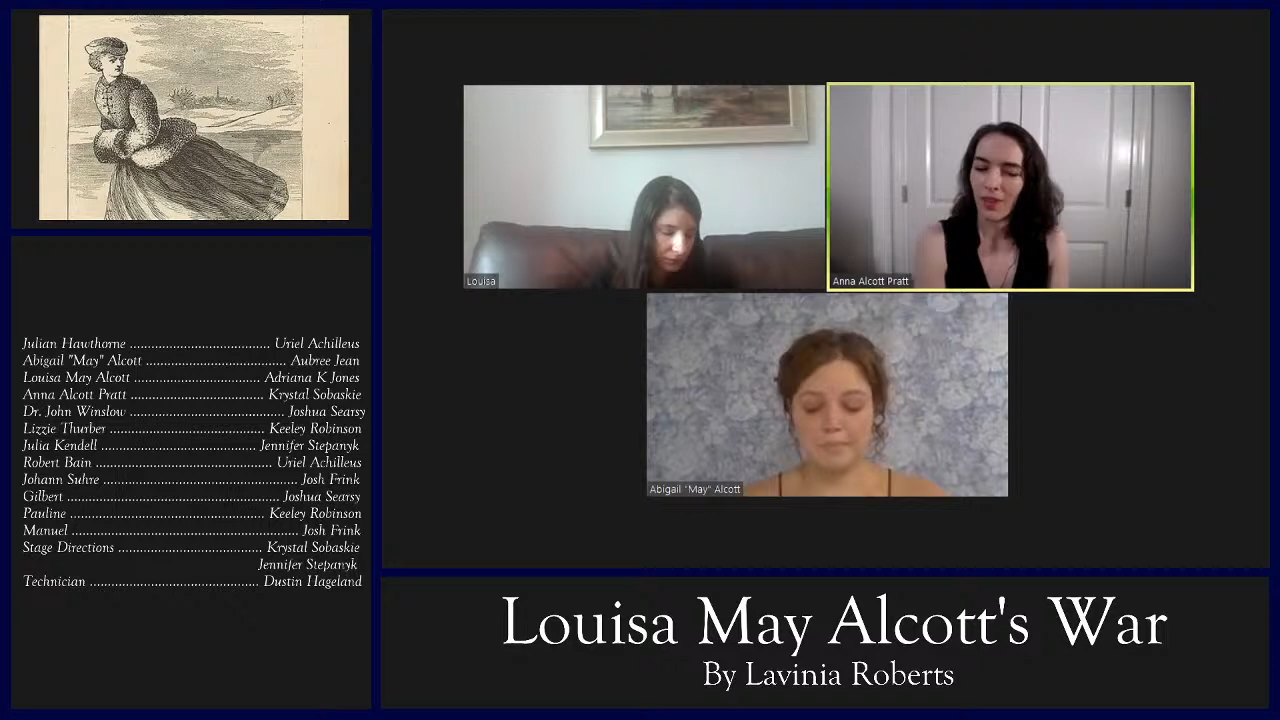 Louisa
Anna Alcott Pratt
Abigail "May" Alcott
Julian Hawthorne ........................................ Uriel Achilleus
Abigail "May" Alcott ........................................ Aubree Jean
Louisa May Alcott .................................... Adriana K Jones
Anna Alcott Pratt ...................................... Krystal Sobaskie
Dr. John Winslow ........................................... Joshua Searsy
Lizzie Thurber ............................................ Keeley Robinson
Julia Kendell ............................................ Jennifer Stepanyk
Robert Bain .................................................. Uriel Achilleus
Johann Suhre ....................................................... Josh Frink
Gilbert ............................................................ Joshua Searsy
Pauline ....................................................... Keeley Robinson
Manuel ................................................................ Josh Frink
Stage Directions ........................................ Krystal Sobaskie
Jennifer Stepanyk
Technician ................................................ Dustin Hageland
Louisa May Alcott's War
By Lavinia Roberts